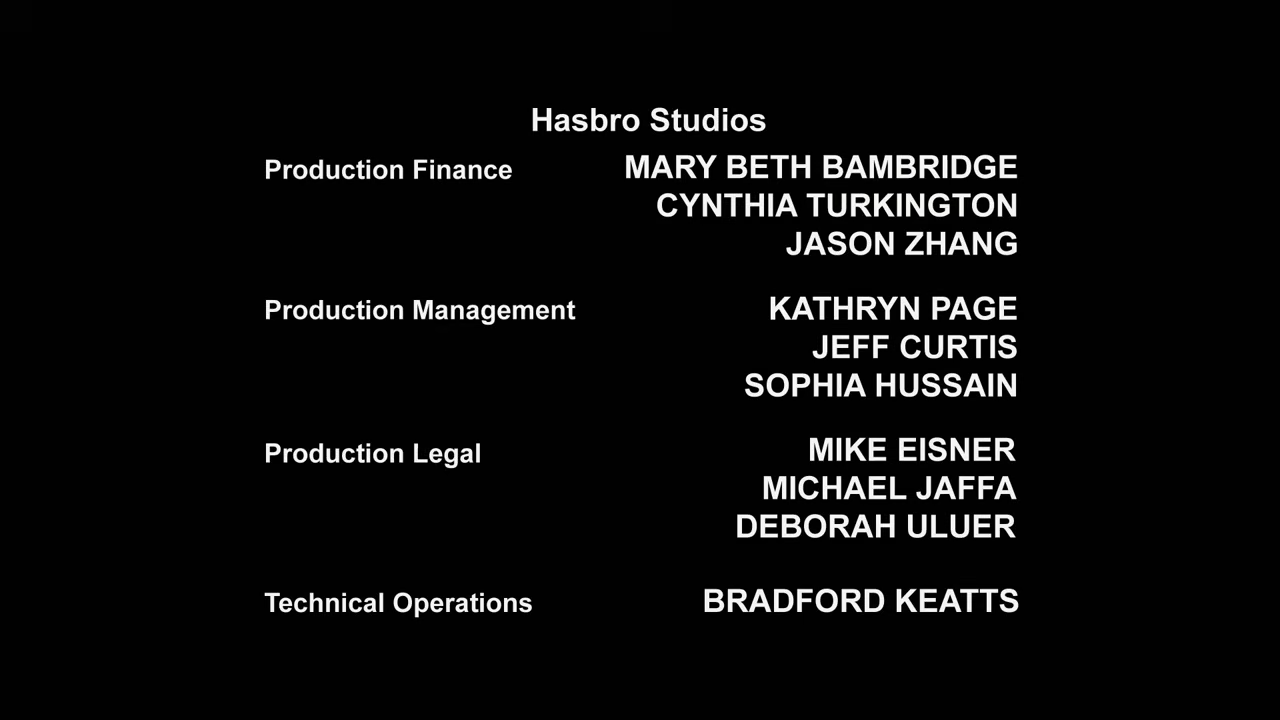 Hasbro Studios
Production Finance MARY BETH BAMBRIDGE
CYNTHIA TURKINGTON
JASON ZHANG
Production Management KATHRYN PAGE
JEFF CURTIS
SOPHIA HUSSAIN
Production Legal MIKE EISNER
MICHAEL JAFFA
DEBORAH ULUER
Technical Operations BRADFORD KEATTS